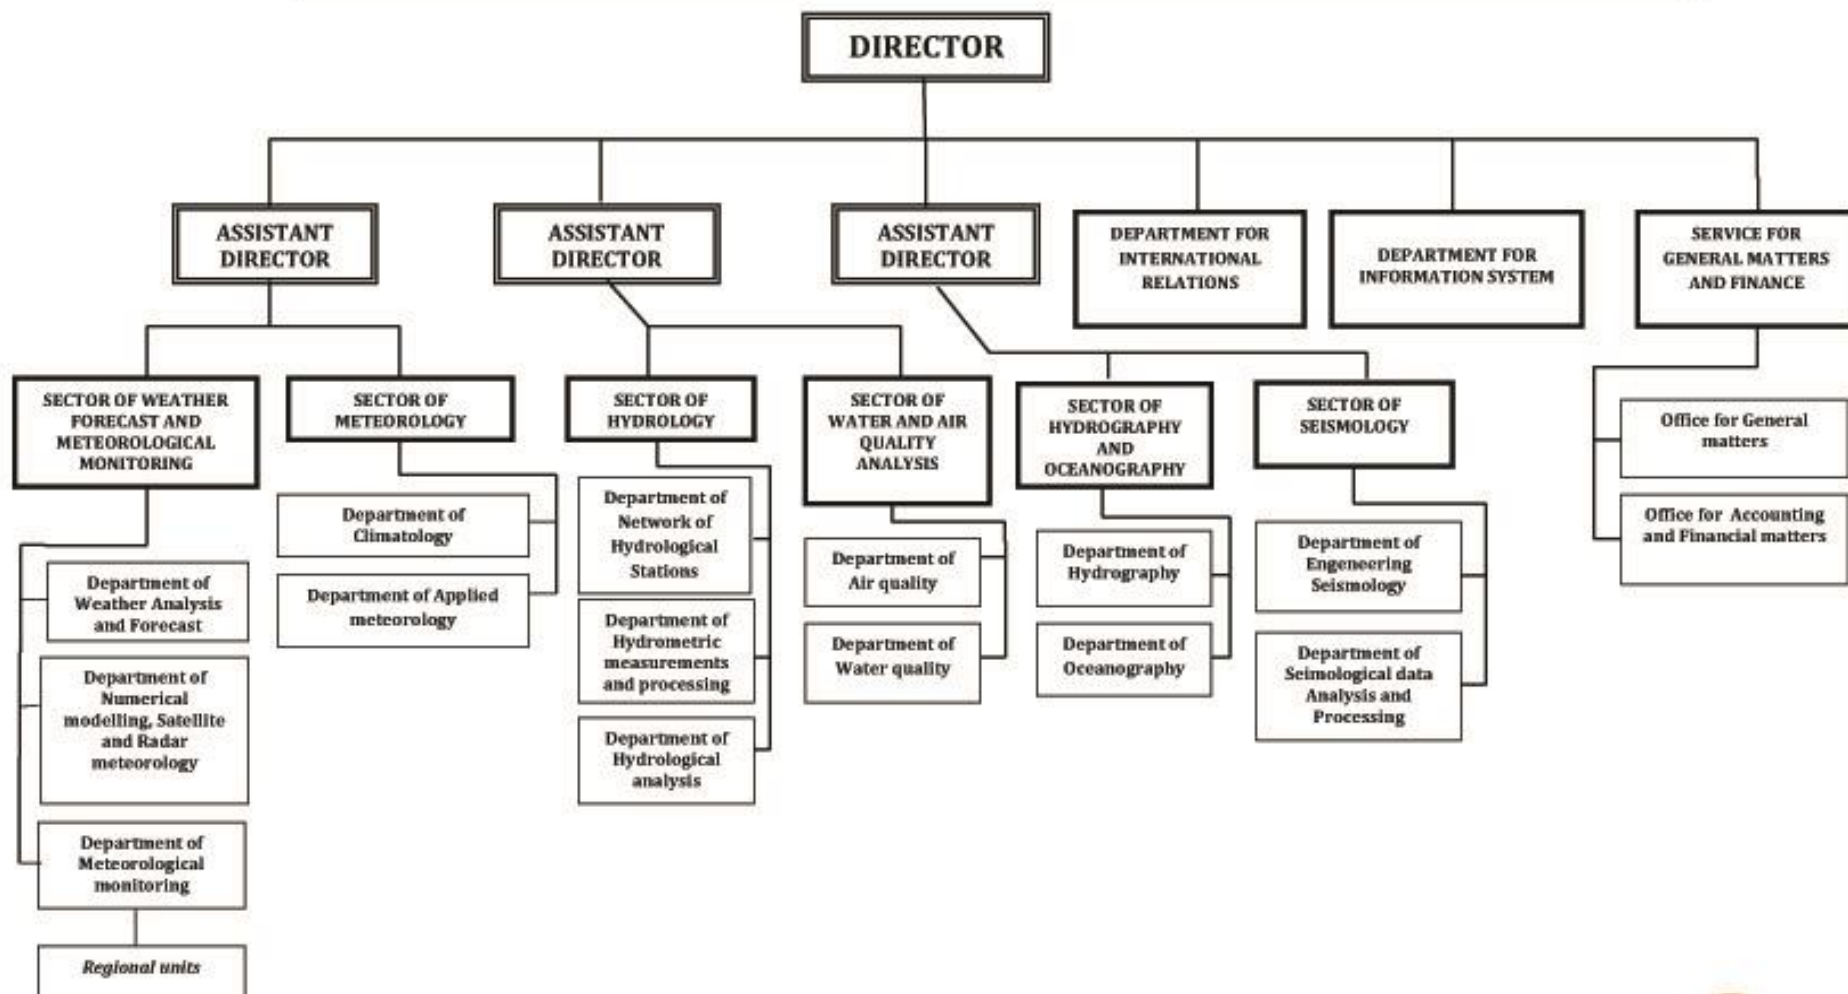 DIRECTOR
ASSISTANT
DIRECTOR
ASSISTANT
DIRECTOR
ASSISTANT
DIRECTOR
DEPARTMENT FOR
INTERNATIONAL
RELATIONS
DEPARTMENT FOR
INFORMATION SYSTEM
SERVICE FOR
GENERAL MATTERS
AND FINANCE
SECTOR OF WEATHER
FORECAST AND
METEOROLOGICAL
MONITORING
SECTOR OF
METEOROLOGY
SECTOR OF
HYDROLOGY
SECTOR OF
WATER AND AIR
QUALITY
ANALYSIS
SECTOR OF
HYDROGRAPHY
AND
OCEANOGRAPHY
SECTOR OF
SEISMOLOGY
Office for General
matters
Office for Accounting
and Financial matters
Department of
Weather Analysis
and Forecast
Department of
Numerical
modelling, Satellite
and Radar
meteorology
Department of
Meteorological
monitoring
Regional units
Department of
Climatology
Department of Applied
meteorology
Department of
Network of
Hydrological
Stations
Department of
Hydrometric
measurements
and processing
Department of
Hydrological
analysis
Department of
Air quality
Department of
Water quality
Department of
Hydrography
Department of
Oceanography
Department of
Engeneering
Seismology
Department of
Seimological data
Analysis and
Processing